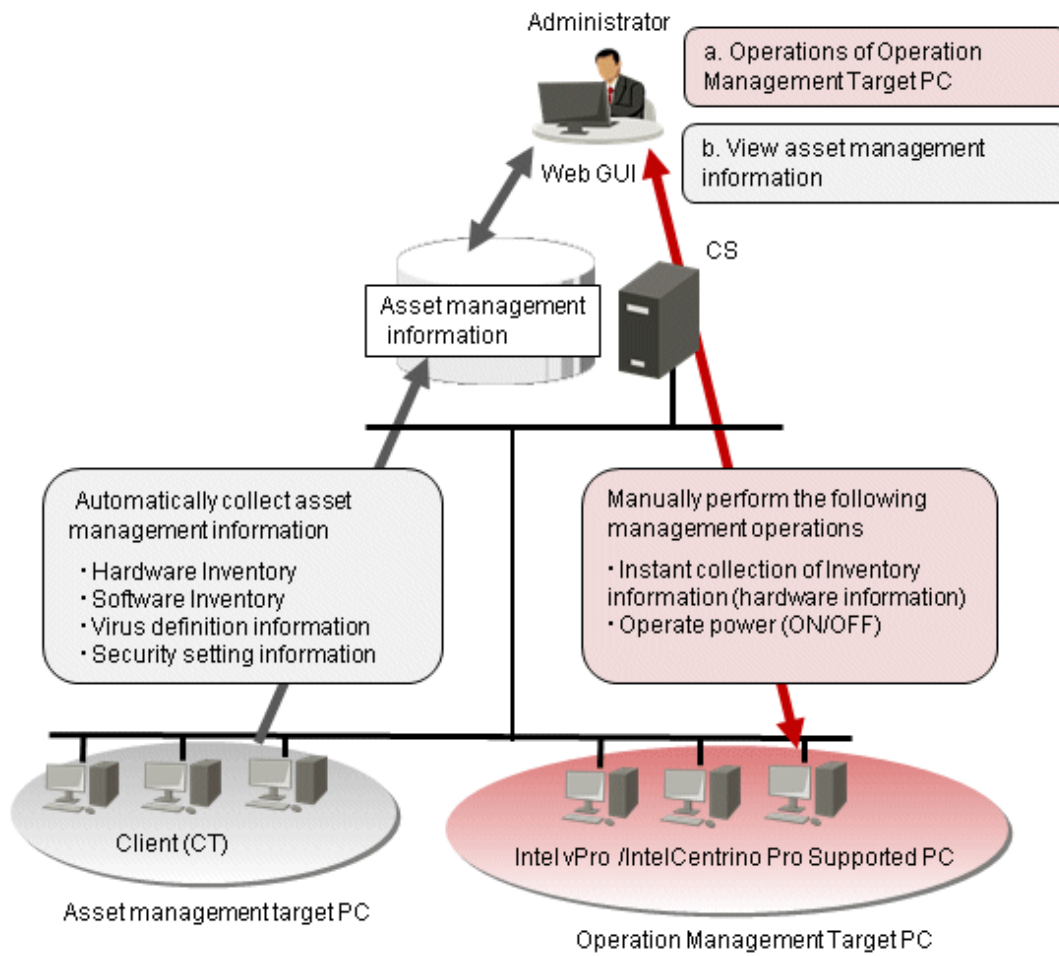 Administrator
a. Operations of Operation
Management Target PC
b. View asset management
information
Web GUI
CS
Asset management
information
Automatically collect asset
management information
・Hardware Inventory
・Software Inventory
・Virus definition information
・Security setting information
Manually perform the following
management operations
・Instant collection of Inventory
information (hardware information)
・Operate power (ON/OFF)
Client (CT)
Asset management target PC
Intel vPro /IntelCentrino Pro Supported PC
Operation Management Target PC